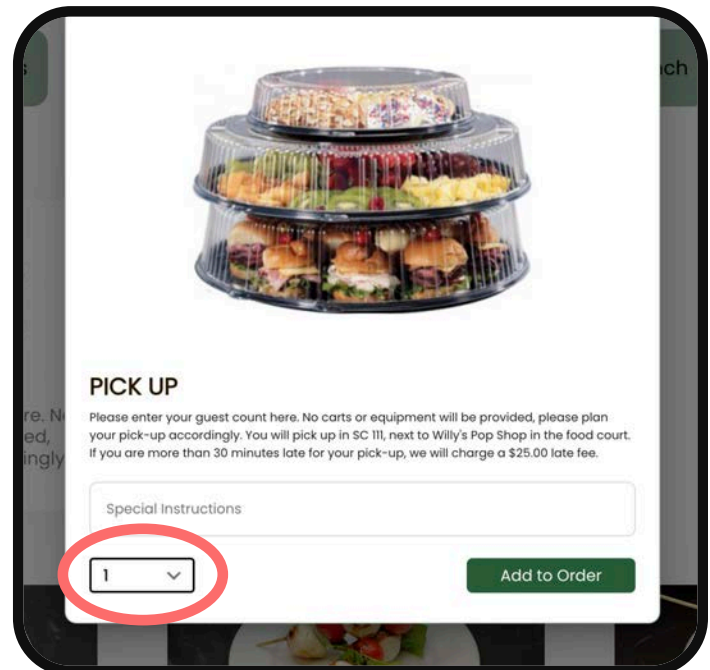 PICK UP
Please enter your guest count here. No carts or equipment will be provided, please plan
your pick-up accordingly. You will pick up in SC 111, next to Willy's Pop Shop in the food court.
If you are more than 30 minutes late for your pick-up, we will charge a $25.00 late fee.
Special Instructions
1
Add to Order